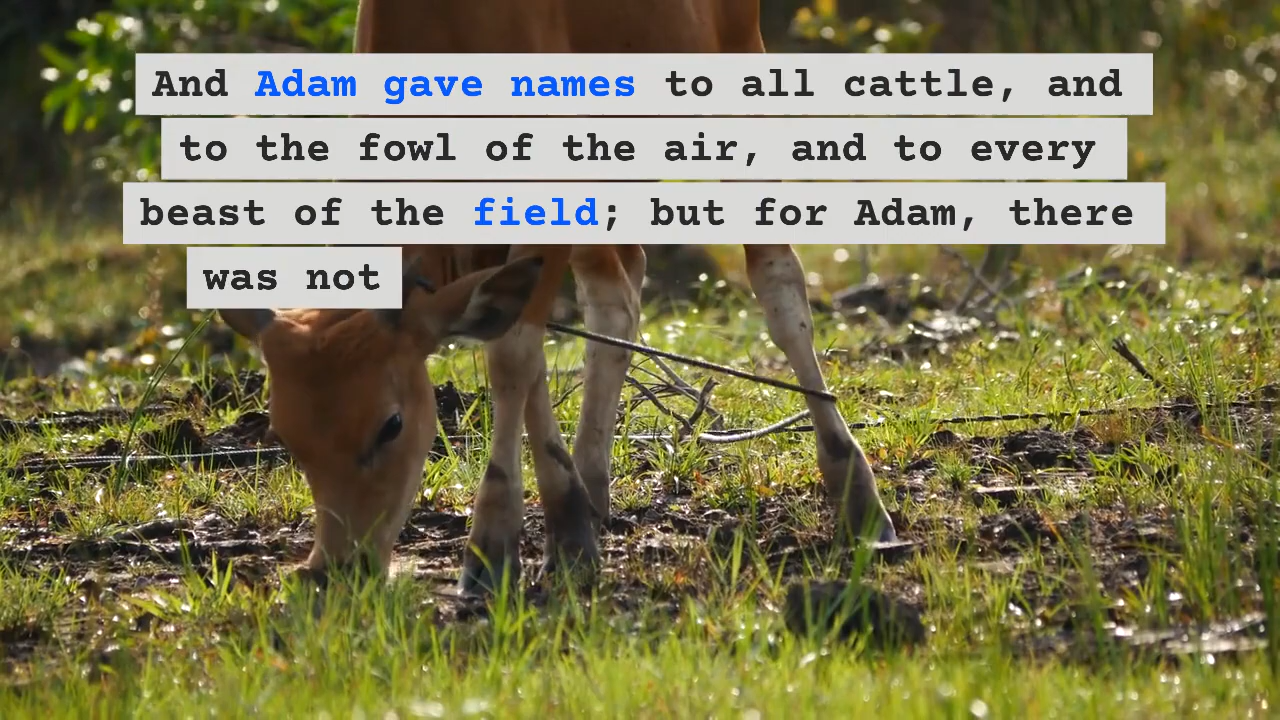 And Adam gave names to all cattle, and
to the fowl of the air, and to every
beast of the field; but for Adam, there
was not